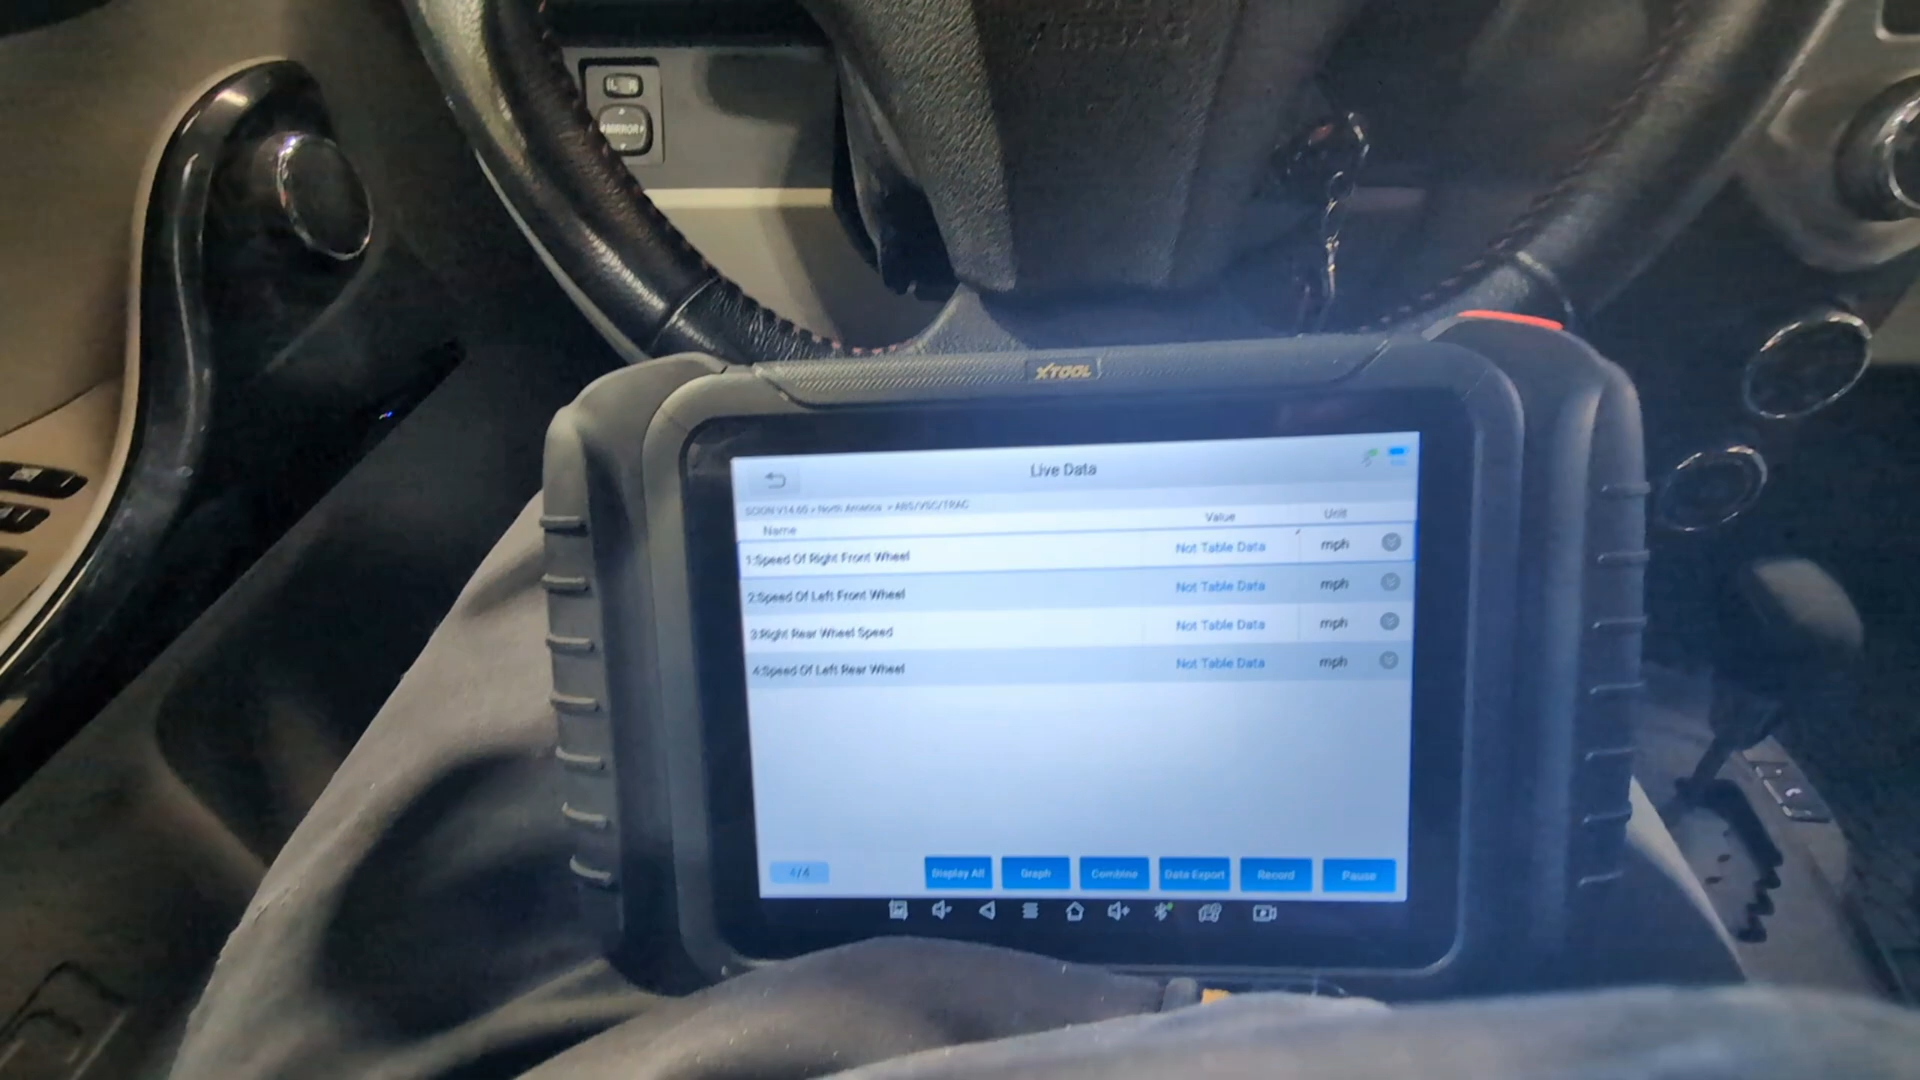 MIRROR
XTOOL
Live Data
SCION V14.60 > North America > ABS/VSC/TRAC
Name Value Unit
1:Speed Of Right Front Wheel Not Table Data mph
2:Speed Of Left Front Wheel Not Table Data mph
3:Right Rear Wheel Speed Not Table Data mph
4:Speed Of Left Rear Wheel Not Table Data mph
4/4 Display All Graph Combine Data Export Record Pause